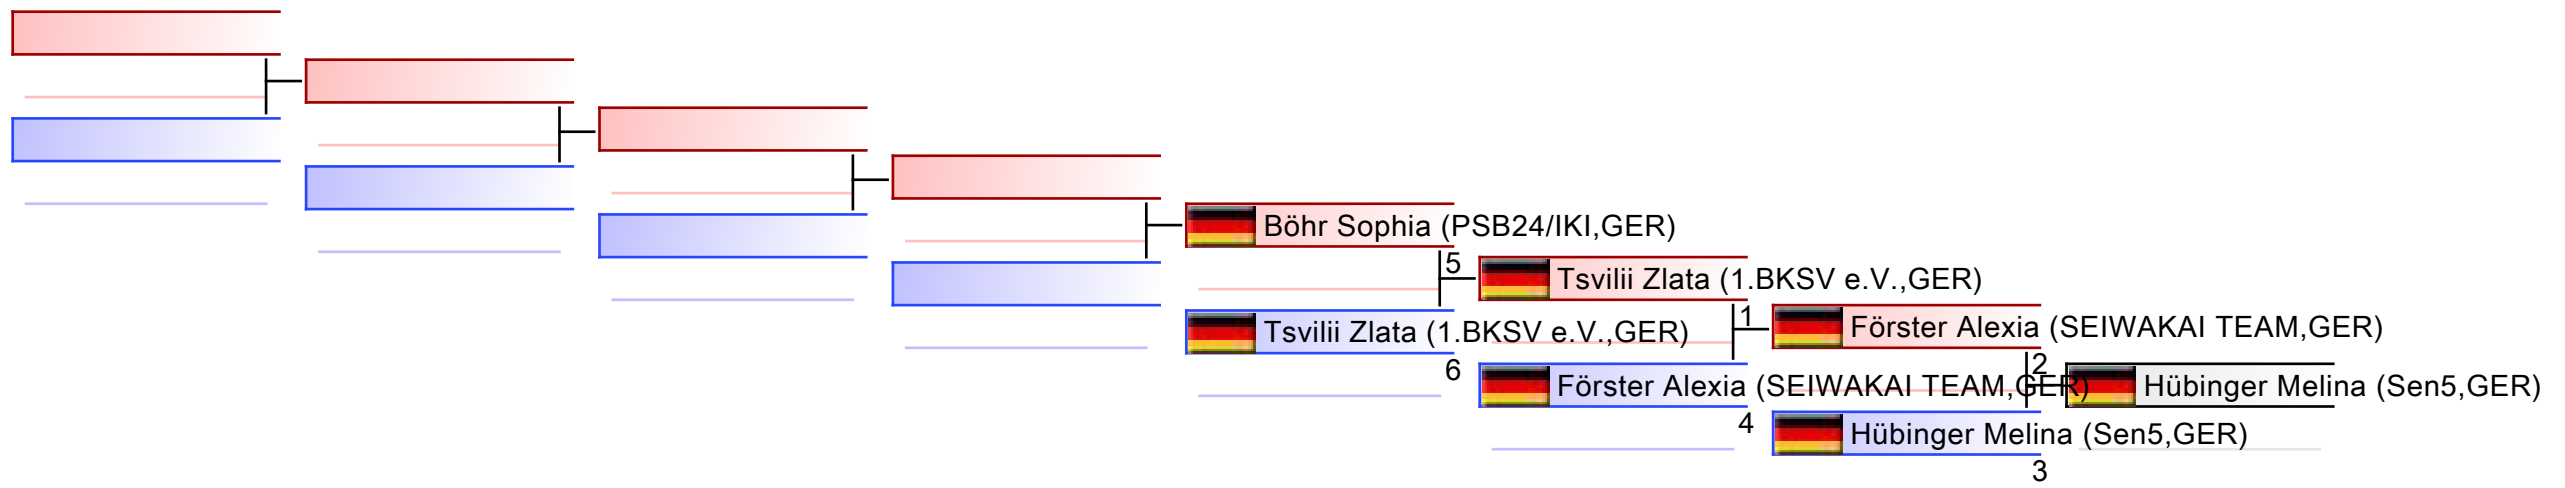 Böhr Sophia (PSB24/IKI,GER)
5
Tsvilii Zlata (1.BKSV e.V.,GER)
6
Tsvilii Zlata (1.BKSV e.V.,GER)
1
Förster Alexia (SEIWAKAI TEAM,GER)
4
Förster Alexia (SEIWAKAI TEAM,GER)
2
Hübinger Melina (Sen5,GER)
3
Hübinger Melina (Sen5,GER)